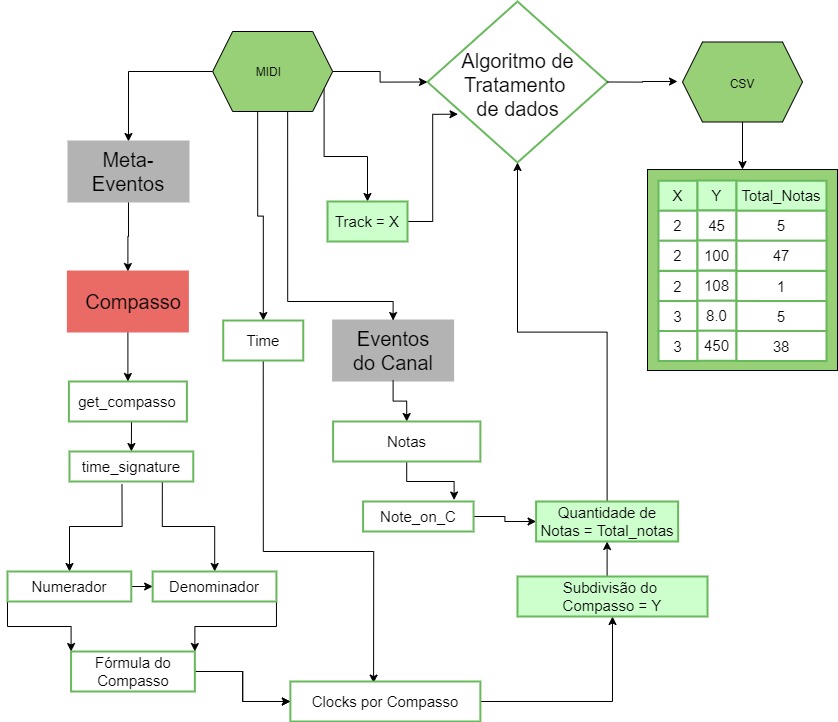 MIDI
Algoritmo de
Tratamento
de dados
CSV
Meta-
Eventos
Track = X
X Y Total_Notas
2 45 5
2 100 47
2 108 1
3 8.0 5
3 450 38
Compasso
Time
Eventos
do Canal
get_compasso
Notas
time_signature
Note_on_C
Quantidade de
Notas = Total_notas
Numerador
Denominador
Subdivisão do
Compasso = Y
Fórmula do
Compasso
Clocks por Compasso